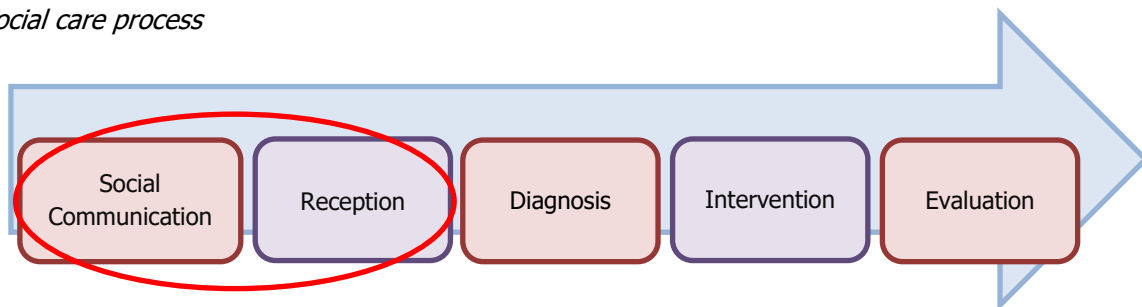 ocial care process
Social
Communication
Reception
Diagnosis
Intervention
Evaluation